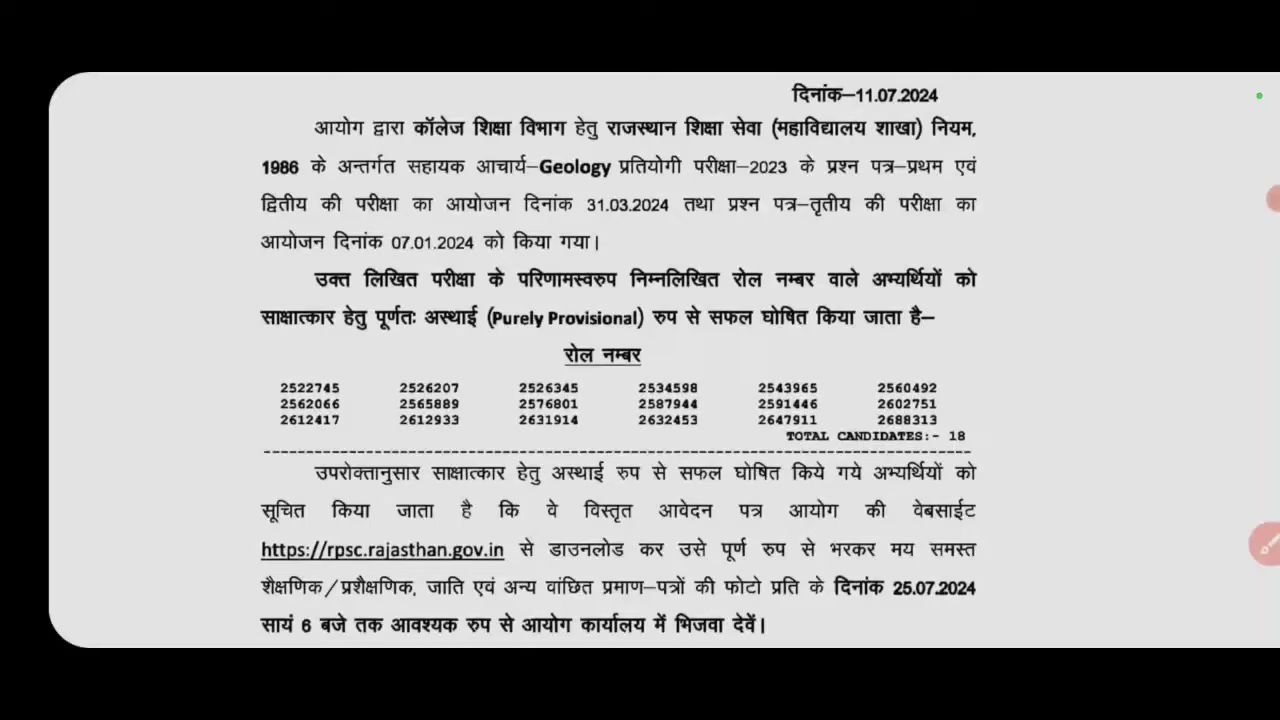 दिनांक–11.07.2024
आयोग द्वारा कॉलेज शिक्षा विभाग हेतु राजस्थान शिक्षा सेवा (महाविद्यालय शाखा) नियम,
1986 के अन्तर्गत सहायक आचार्य–Geology प्रतियोगी परीक्षा–2023 के प्रश्न पत्र–प्रथम एवं
द्वितीय की परीक्षा का आयोजन दिनांक 31.03.2024 तथा प्रश्न पत्र–तृतीय की परीक्षा का
आयोजन दिनांक 07.01.2024 को किया गया।
उक्त लिखित परीक्षा के परिणामस्वरुप निम्नलिखित रोल नम्बर वाले अभ्यर्थियों को
साक्षात्कार हेतु पूर्णतः अस्थाई (Purely Provisional) रुप से सफल घोषित किया जाता है–
रोल नम्बर
2522745 2526207 2526345 2534598 2543965 2560492
2562066 2565889 2576801 2587944 2591446 2602751
2612417 2612933 2631914 2632453 2647911 2688313
TOTAL CANDIDATES:- 18
उपरोक्तानुसार साक्षात्कार हेतु अस्थाई रुप से सफल घोषित किये गये अभ्यर्थियों को
सूचित किया जाता है कि वे विस्तृत आवेदन पत्र आयोग की वेबसाईट
https://rpsc.rajasthan.gov.in से डाउनलोड कर उसे पूर्ण रुप से भरकर मय समस्त
शैक्षणिक/प्रशैक्षणिक, जाति एवं अन्य वांछित प्रमाण–पत्रों की फोटो प्रति के दिनांक 25.07.2024
सायं 6 बजे तक आवश्यक रुप से आयोग कार्यालय में भिजवा देवें।